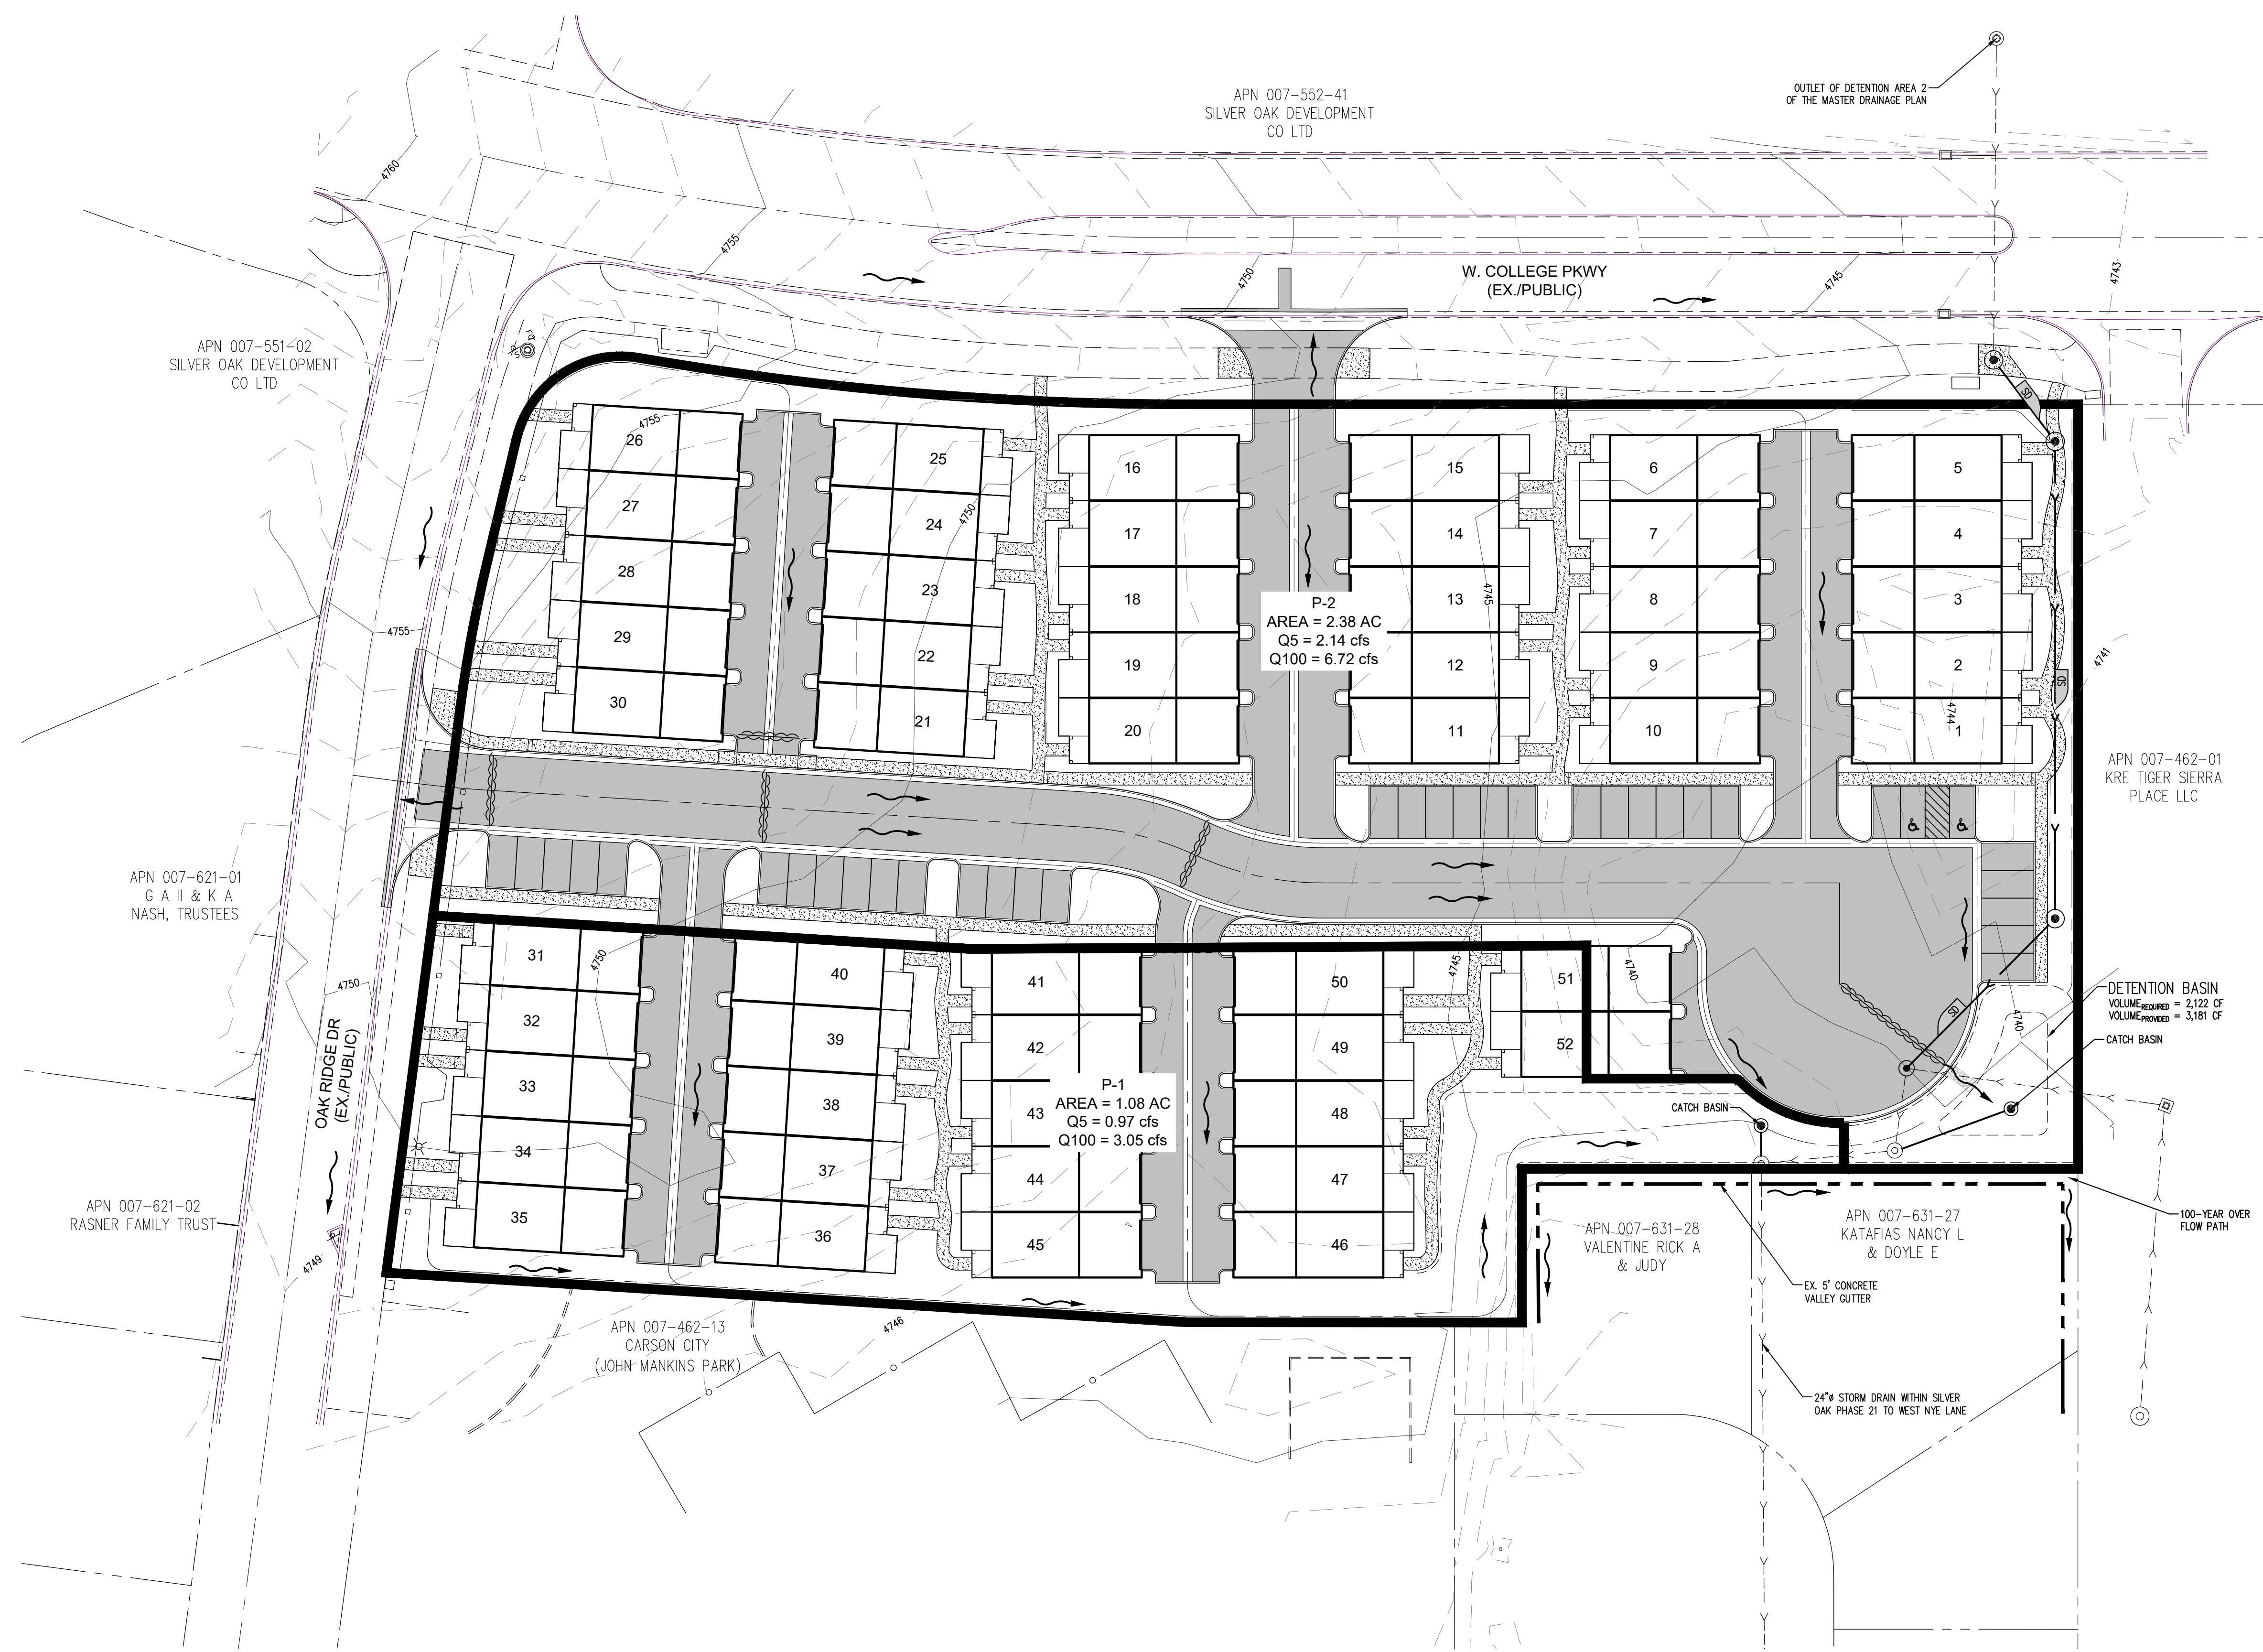 OUTLET OF DETENTION AREA 2
OF THE MASTER DRAINAGE PLAN
APN 007-552-41
SILVER OAK DEVELOPMENT
CO LTD
4760
4755
4750
W. COLLEGE PKWY
(EX./PUBLIC)
4745
4743
APN 007-551-02
SILVER OAK DEVELOPMENT
CO LTD
SD
4755
26
25
16
15
6
5
27
24
4750
17
14
7
4
28
23
18
13
4745
8
3
P-2
AREA = 2.38 AC
Q5 = 2.14 cfs
Q100 = 6.72 cfs
4755
29
22
19
12
9
2
SD
4741
30
21
20
11
10
4744
1
APN 007-462-01
KRE TIGER SIERRA
PLACE LLC
APN 007-621-01
G A II & K A
NASH, TRUSTEES
31
4750
40
41
50
4745
51
4740
4750
32
39
42
49
52
SD
4740
DETENTION BASIN
VOLUME REQUIRED = 2,122 CF
VOLUME PROVIDED = 3,181 CF
CATCH BASIN
OAK RIDGE DR
(EX./PUBLIC)
33
38
43
48
P-1
AREA = 1.08 AC
Q5 = 0.97 cfs
Q100 = 3.05 cfs
CATCH BASIN
34
37
44
47
35
36
45
46
APN 007-621-02
RASNER FAMILY TRUST
4749
APN 007-631-28
VALENTINE RICK A
& JUDY
APN 007-631-27
KATAFIAS NANCY L
& DOYLE E
100-YEAR OVER
FLOW PATH
EX. 5' CONCRETE
VALLEY GUTTER
APN 007-462-13
CARSON CITY
(JOHN MANKINS PARK)
4746
24"ø STORM DRAIN WITHIN SILVER
OAK PHASE 21 TO WEST NYE LANE